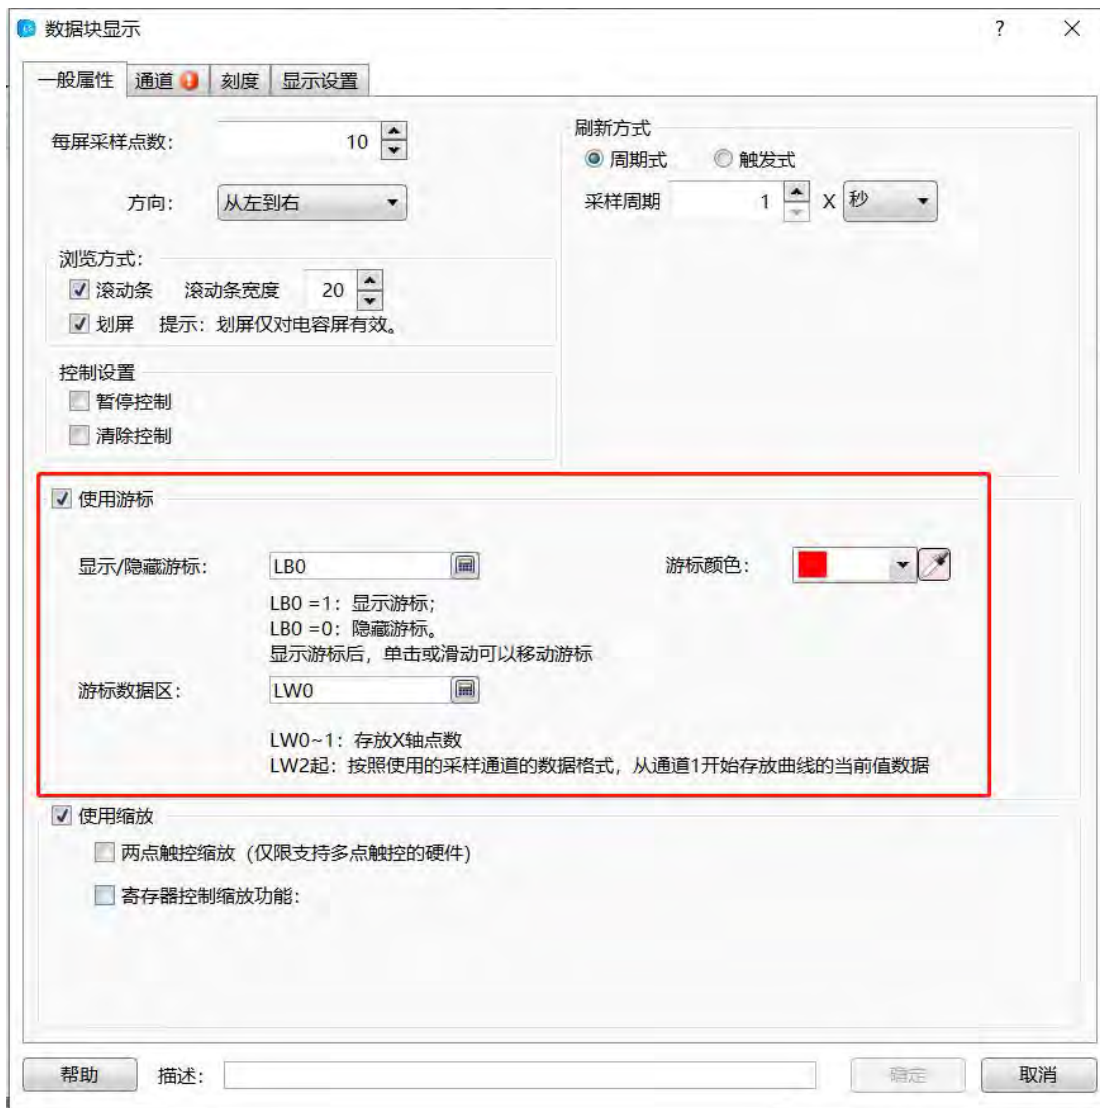 数据块显示
?
一般属性 通道 刻度 显示设置
每屏采样点数： 10
方向： 从左到右
浏览方式：
滚动条 滚动条宽度 20
划屏 提示：划屏仅对电容屏有效。
控制设置
暂停控制
清除控制
刷新方式
周期式 触发式
采样周期 1 X 秒
使用游标
显示/隐藏游标： LB0 游标颜色：
LB0 =1：显示游标；
LB0 =0：隐藏游标。
显示游标后，单击或滑动可以移动游标
游标数据区： LW0
LW0~1：存放X轴点数
LW2起：按照使用的采样通道的数据格式，从通道1开始存放曲线的当前值数据
使用缩放
两点触控缩放 (仅限支持多点触控的硬件)
寄存器控制缩放功能：
帮助 描述： 确定 取消